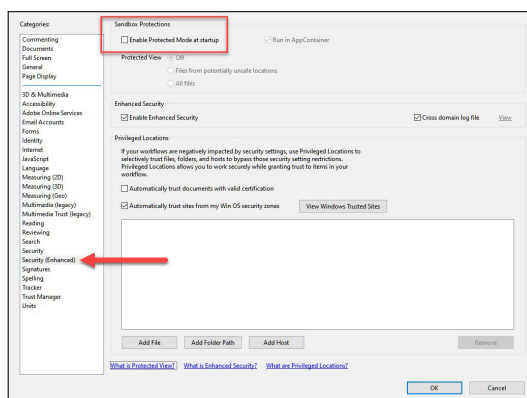 Categories:
Commenting
Documents
Full Screen
General
Page Display
3D & Multimedia
Accessibility
Adobe Online Services
Email Accounts
Forms
Identity
Internet
JavaScript
Language
Measuring (2D)
Measuring (3D)
Measuring (Geo)
Multimedia (legacy)
Multimedia Trust (legacy)
Reading
Reviewing
Search
Security
Security (Enhanced)
Signatures
Spelling
Tracker
Trust Manager
Units
Sandbox Protections
Enable Protected Mode at startup
Run in AppContainer
Protected View
Off
Files from potentially unsafe locations
All files
Enhanced Security
Enable Enhanced Security
Cross domain log file
View
Privileged Locations
If your workflows are negatively impacted by security settings, use Privileged Locations to
selectively trust files, folders, and hosts to bypass those security setting restrictions.
Privileged Locations allows you to work securely while granting trust to items in your
workflow.
Automatically trust documents with valid certification
Automatically trust sites from my Win OS security zones
View Windows Trusted Sites
Add File
Add Folder Path
Add Host
Remove
What is Protected View?
What is Enhanced Security?
What are Privileged Locations?
OK
Cancel